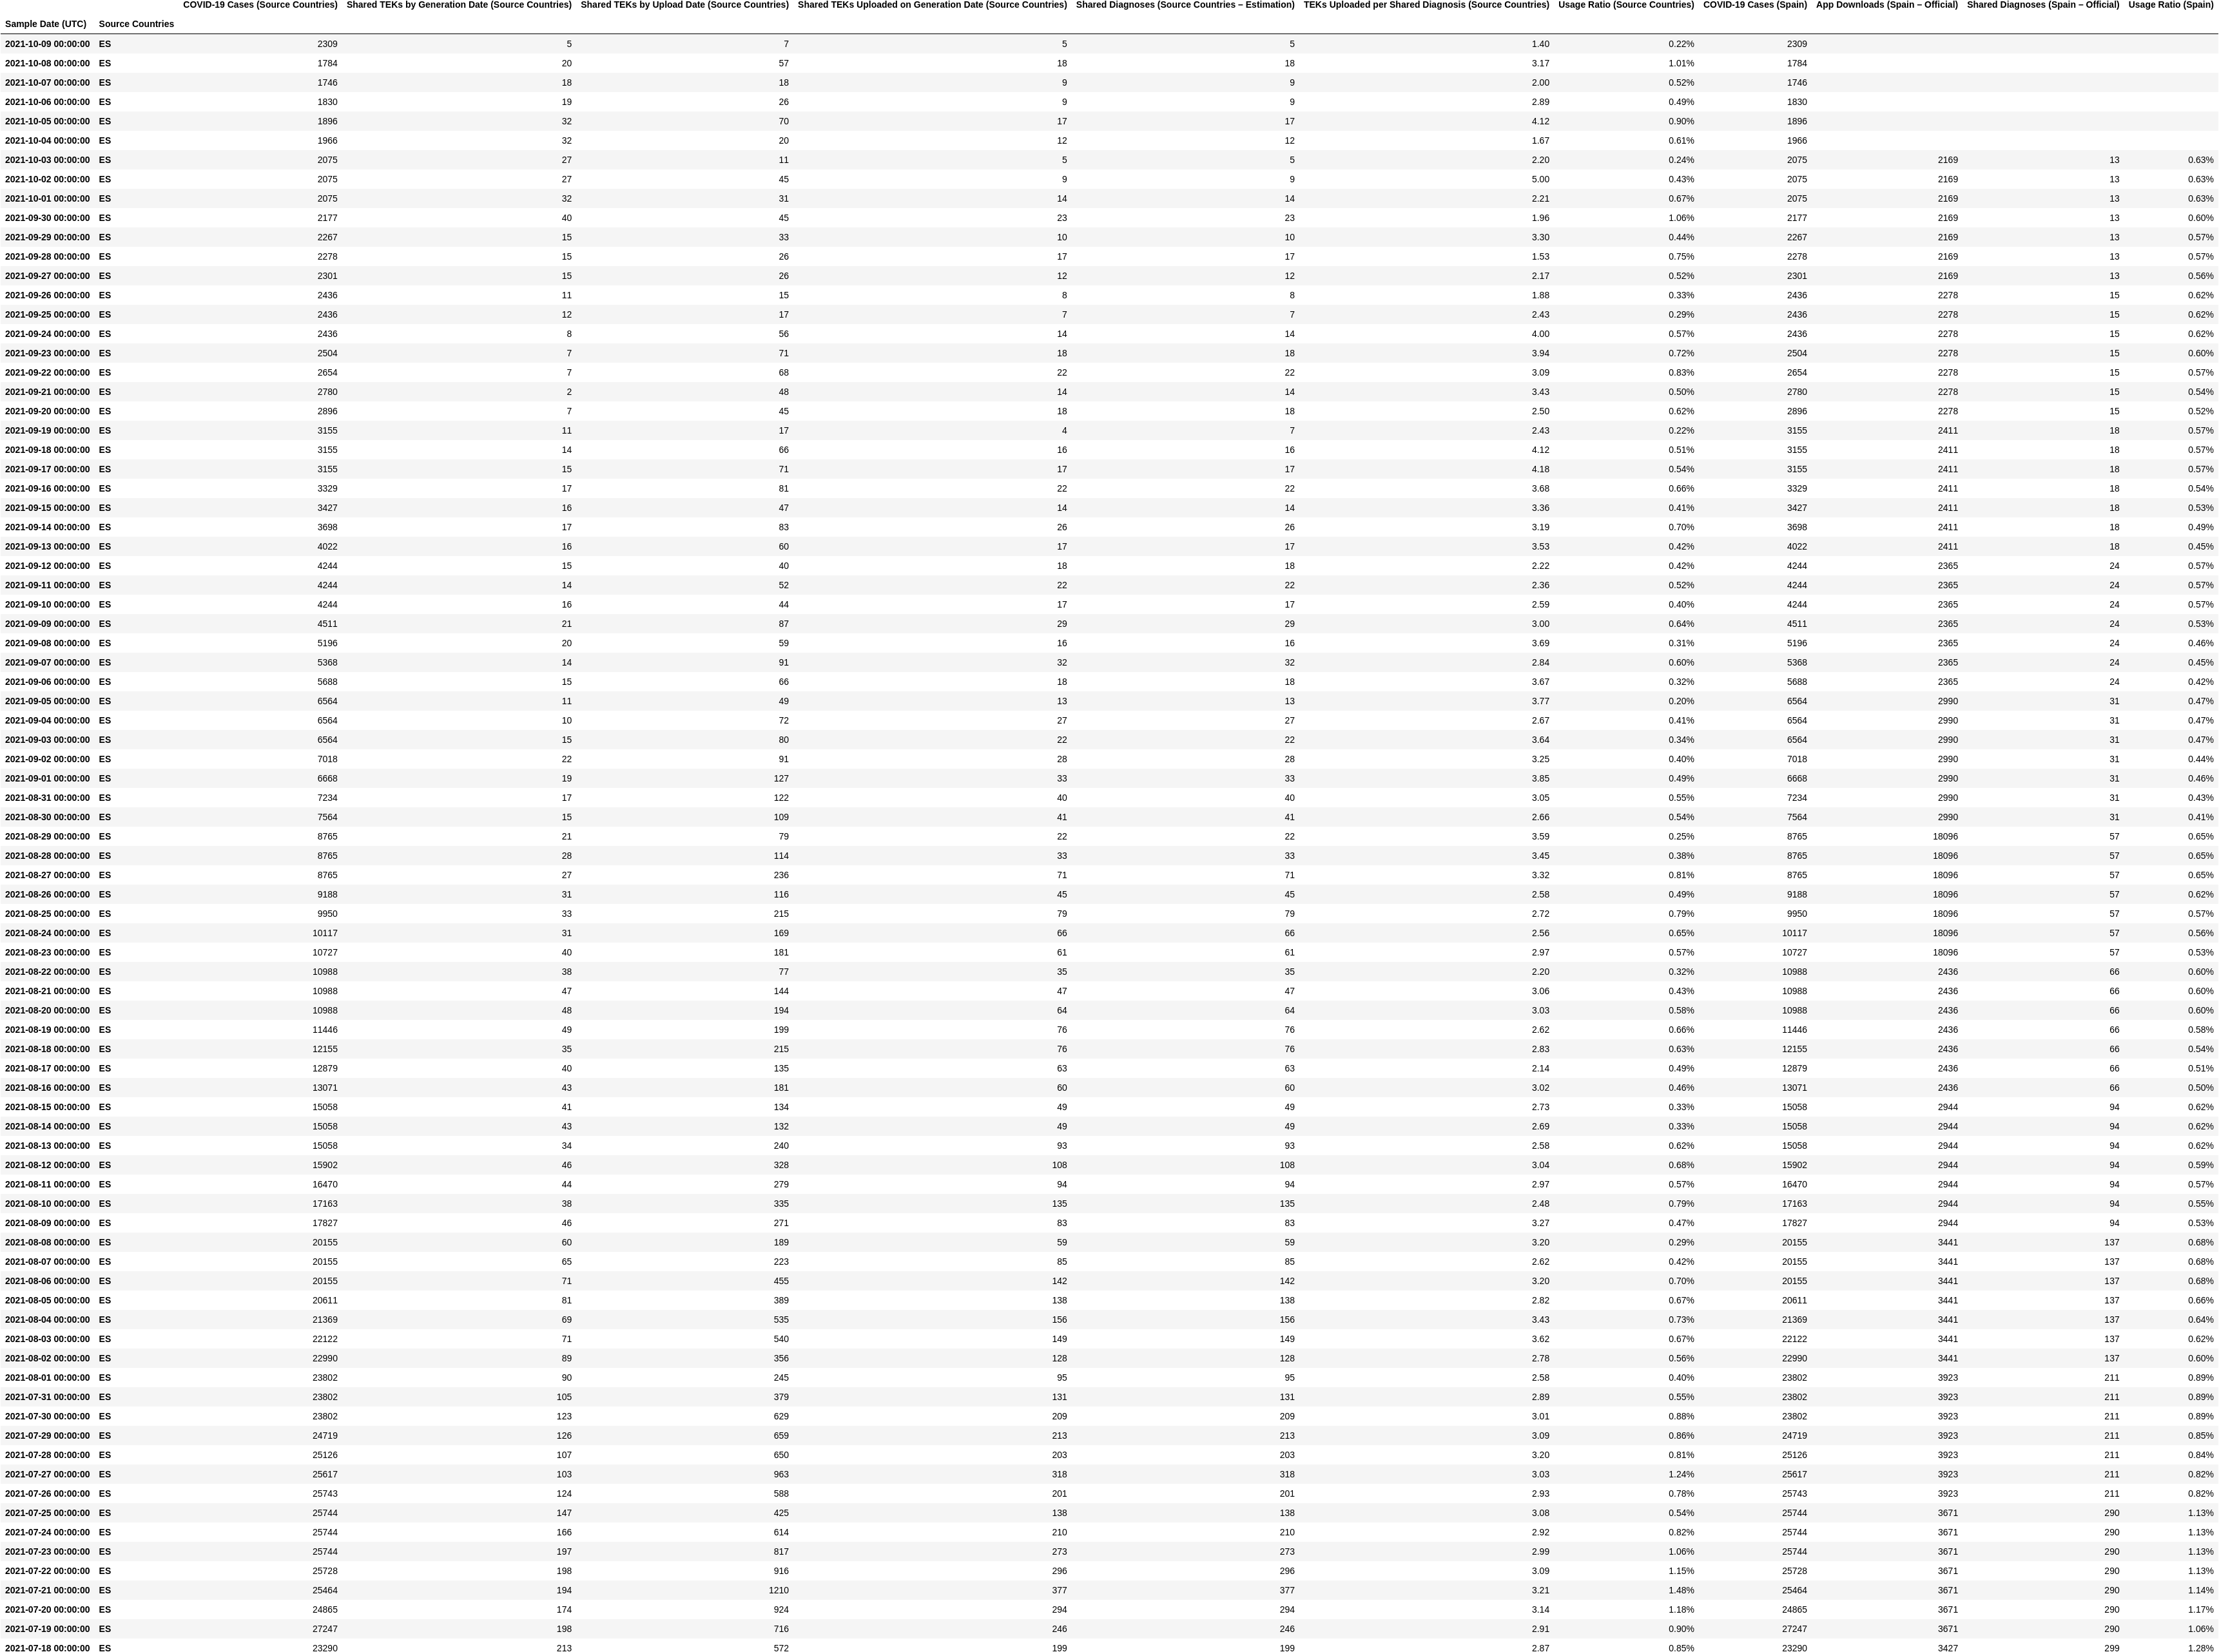 COVID-19 Cases (Source Countries) Shared TEKs by Generation Date (Source Countries) Shared TEKs by Upload Date (Source Countries) Shared TEKs Uploaded on Generation Date (Source Countries) Shared Diagnoses (Source Countries – Estimation) TEKs Uploaded per Shared Diagnosis (Source Countries) Usage Ratio (Source Countries) COVID-19 Cases (Spain) App Downloads (Spain – Official) Shared Diagnoses (Spain – Official) Usage Ratio (Spain)
Sample Date (UTC) Source Countries
2021-10-09 00:00:00 ES 2309 5 7 5 5 1.40 0.22% 2309
2021-10-08 00:00:00 ES 1784 20 57 18 18 3.17 1.01% 1784
2021-10-07 00:00:00 ES 1746 18 18 9 9 2.00 0.52% 1746
2021-10-06 00:00:00 ES 1830 19 26 9 9 2.89 0.49% 1830
2021-10-05 00:00:00 ES 1896 32 70 17 17 4.12 0.90% 1896
2021-10-04 00:00:00 ES 1966 32 20 12 12 1.67 0.61% 1966
2021-10-03 00:00:00 ES 2075 27 11 5 5 2.20 0.24% 2075 2169 13 0.63%
2021-10-02 00:00:00 ES 2075 27 45 9 9 5.00 0.43% 2075 2169 13 0.63%
2021-10-01 00:00:00 ES 2075 32 31 14 14 2.21 0.67% 2075 2169 13 0.63%
2021-09-30 00:00:00 ES 2177 40 45 23 23 1.96 1.06% 2177 2169 13 0.60%
2021-09-29 00:00:00 ES 2267 15 33 10 10 3.30 0.44% 2267 2169 13 0.57%
2021-09-28 00:00:00 ES 2278 15 26 17 17 1.53 0.75% 2278 2169 13 0.57%
2021-09-27 00:00:00 ES 2301 15 26 12 12 2.17 0.52% 2301 2169 13 0.56%
2021-09-26 00:00:00 ES 2436 11 15 8 8 1.88 0.33% 2436 2278 15 0.62%
2021-09-25 00:00:00 ES 2436 12 17 7 7 2.43 0.29% 2436 2278 15 0.62%
2021-09-24 00:00:00 ES 2436 8 56 14 14 4.00 0.57% 2436 2278 15 0.62%
2021-09-23 00:00:00 ES 2504 7 71 18 18 3.94 0.72% 2504 2278 15 0.60%
2021-09-22 00:00:00 ES 2654 7 68 22 22 3.09 0.83% 2654 2278 15 0.57%
2021-09-21 00:00:00 ES 2780 2 48 14 14 3.43 0.50% 2780 2278 15 0.54%
2021-09-20 00:00:00 ES 2896 7 45 18 18 2.50 0.62% 2896 2278 15 0.52%
2021-09-19 00:00:00 ES 3155 11 17 4 7 2.43 0.22% 3155 2411 18 0.57%
2021-09-18 00:00:00 ES 3155 14 66 16 16 4.12 0.51% 3155 2411 18 0.57%
2021-09-17 00:00:00 ES 3155 15 71 17 17 4.18 0.54% 3155 2411 18 0.57%
2021-09-16 00:00:00 ES 3329 17 81 22 22 3.68 0.66% 3329 2411 18 0.54%
2021-09-15 00:00:00 ES 3427 16 47 14 14 3.36 0.41% 3427 2411 18 0.53%
2021-09-14 00:00:00 ES 3698 17 83 26 26 3.19 0.70% 3698 2411 18 0.49%
2021-09-13 00:00:00 ES 4022 16 60 17 17 3.53 0.42% 4022 2411 18 0.45%
2021-09-12 00:00:00 ES 4244 15 40 18 18 2.22 0.42% 4244 2365 24 0.57%
2021-09-11 00:00:00 ES 4244 14 52 22 22 2.36 0.52% 4244 2365 24 0.57%
2021-09-10 00:00:00 ES 4244 16 44 17 17 2.59 0.40% 4244 2365 24 0.57%
2021-09-09 00:00:00 ES 4511 21 87 29 29 3.00 0.64% 4511 2365 24 0.53%
2021-09-08 00:00:00 ES 5196 20 59 16 16 3.69 0.31% 5196 2365 24 0.46%
2021-09-07 00:00:00 ES 5368 14 91 32 32 2.84 0.60% 5368 2365 24 0.45%
2021-09-06 00:00:00 ES 5688 15 66 18 18 3.67 0.32% 5688 2365 24 0.42%
2021-09-05 00:00:00 ES 6564 11 49 13 13 3.77 0.20% 6564 2990 31 0.47%
2021-09-04 00:00:00 ES 6564 10 72 27 27 2.67 0.41% 6564 2990 31 0.47%
2021-09-03 00:00:00 ES 6564 15 80 22 22 3.64 0.34% 6564 2990 31 0.47%
2021-09-02 00:00:00 ES 7018 22 91 28 28 3.25 0.40% 7018 2990 31 0.44%
2021-09-01 00:00:00 ES 6668 19 127 33 33 3.85 0.49% 6668 2990 31 0.46%
2021-08-31 00:00:00 ES 7234 17 122 40 40 3.05 0.55% 7234 2990 31 0.43%
2021-08-30 00:00:00 ES 7564 15 109 41 41 2.66 0.54% 7564 2990 31 0.41%
2021-08-29 00:00:00 ES 8765 21 79 22 22 3.59 0.25% 8765 18096 57 0.65%
2021-08-28 00:00:00 ES 8765 28 114 33 33 3.45 0.38% 8765 18096 57 0.65%
2021-08-27 00:00:00 ES 8765 27 236 71 71 3.32 0.81% 8765 18096 57 0.65%
2021-08-26 00:00:00 ES 9188 31 116 45 45 2.58 0.49% 9188 18096 57 0.62%
2021-08-25 00:00:00 ES 9950 33 215 79 79 2.72 0.79% 9950 18096 57 0.57%
2021-08-24 00:00:00 ES 10117 31 169 66 66 2.56 0.65% 10117 18096 57 0.56%
2021-08-23 00:00:00 ES 10727 40 181 61 61 2.97 0.57% 10727 18096 57 0.53%
2021-08-22 00:00:00 ES 10988 38 77 35 35 2.20 0.32% 10988 2436 66 0.60%
2021-08-21 00:00:00 ES 10988 47 144 47 47 3.06 0.43% 10988 2436 66 0.60%
2021-08-20 00:00:00 ES 10988 48 194 64 64 3.03 0.58% 10988 2436 66 0.60%
2021-08-19 00:00:00 ES 11446 49 199 76 76 2.62 0.66% 11446 2436 66 0.58%
2021-08-18 00:00:00 ES 12155 35 215 76 76 2.83 0.63% 12155 2436 66 0.54%
2021-08-17 00:00:00 ES 12879 40 135 63 63 2.14 0.49% 12879 2436 66 0.51%
2021-08-16 00:00:00 ES 13071 43 181 60 60 3.02 0.46% 13071 2436 66 0.50%
2021-08-15 00:00:00 ES 15058 41 134 49 49 2.73 0.33% 15058 2944 94 0.62%
2021-08-14 00:00:00 ES 15058 43 132 49 49 2.69 0.33% 15058 2944 94 0.62%
2021-08-13 00:00:00 ES 15058 34 240 93 93 2.58 0.62% 15058 2944 94 0.62%
2021-08-12 00:00:00 ES 15902 46 328 108 108 3.04 0.68% 15902 2944 94 0.59%
2021-08-11 00:00:00 ES 16470 44 279 94 94 2.97 0.57% 16470 2944 94 0.57%
2021-08-10 00:00:00 ES 17163 38 335 135 135 2.48 0.79% 17163 2944 94 0.55%
2021-08-09 00:00:00 ES 17827 46 271 83 83 3.27 0.47% 17827 2944 94 0.53%
2021-08-08 00:00:00 ES 20155 60 189 59 59 3.20 0.29% 20155 3441 137 0.68%
2021-08-07 00:00:00 ES 20155 65 223 85 85 2.62 0.42% 20155 3441 137 0.68%
2021-08-06 00:00:00 ES 20155 71 455 142 142 3.20 0.70% 20155 3441 137 0.68%
2021-08-05 00:00:00 ES 20611 81 389 138 138 2.82 0.67% 20611 3441 137 0.66%
2021-08-04 00:00:00 ES 21369 69 535 156 156 3.43 0.73% 21369 3441 137 0.64%
2021-08-03 00:00:00 ES 22122 71 540 149 149 3.62 0.67% 22122 3441 137 0.62%
2021-08-02 00:00:00 ES 22990 89 356 128 128 2.78 0.56% 22990 3441 137 0.60%
2021-08-01 00:00:00 ES 23802 90 245 95 95 2.58 0.40% 23802 3923 211 0.89%
2021-07-31 00:00:00 ES 23802 105 379 131 131 2.89 0.55% 23802 3923 211 0.89%
2021-07-30 00:00:00 ES 23802 123 629 209 209 3.01 0.88% 23802 3923 211 0.89%
2021-07-29 00:00:00 ES 24719 126 659 213 213 3.09 0.86% 24719 3923 211 0.85%
2021-07-28 00:00:00 ES 25126 107 650 203 203 3.20 0.81% 25126 3923 211 0.84%
2021-07-27 00:00:00 ES 25617 103 963 318 318 3.03 1.24% 25617 3923 211 0.82%
2021-07-26 00:00:00 ES 25743 124 588 201 201 2.93 0.78% 25743 3923 211 0.82%
2021-07-25 00:00:00 ES 25744 147 425 138 138 3.08 0.54% 25744 3671 290 1.13%
2021-07-24 00:00:00 ES 25744 166 614 210 210 2.92 0.82% 25744 3671 290 1.13%
2021-07-23 00:00:00 ES 25744 197 817 273 273 2.99 1.06% 25744 3671 290 1.13%
2021-07-22 00:00:00 ES 25728 198 916 296 296 3.09 1.15% 25728 3671 290 1.13%
2021-07-21 00:00:00 ES 25464 194 1210 377 377 3.21 1.48% 25464 3671 290 1.14%
2021-07-20 00:00:00 ES 24865 174 924 294 294 3.14 1.18% 24865 3671 290 1.17%
2021-07-19 00:00:00 ES 27247 198 716 246 246 2.91 0.90% 27247 3671 290 1.06%
2021-07-18 00:00:00 ES 23290 213 572 199 199 2.87 0.85% 23290 3427 299 1.28%